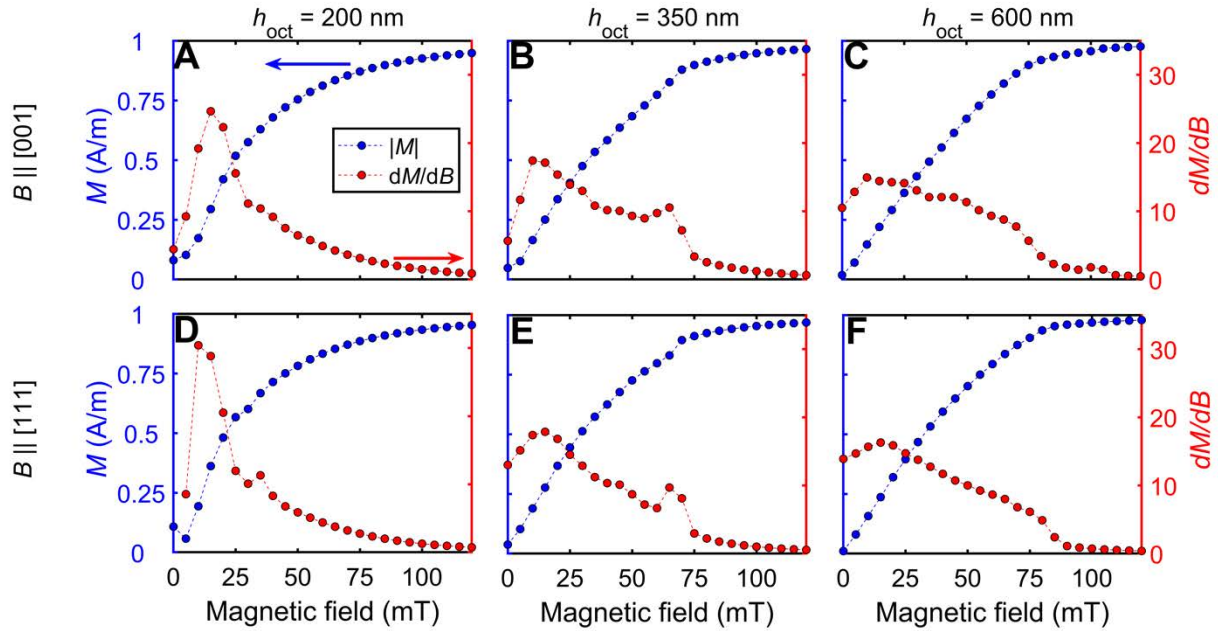 h_oct = 200 nm h_oct = 350 nm h_oct = 600 nm
B || [001]
M (A/m)
1
0.75
0.5
0.25
0
A
|M|
dM/dB
B
C
30
20
10
0
dM/dB
B || [111]
M (A/m)
1
0.75
0.5
0.25
0
D
E
F
30
20
10
0
dM/dB
0 25 50 75 100 0 25 50 75 100 0 25 50 75 100
Magnetic field (mT) Magnetic field (mT) Magnetic field (mT)